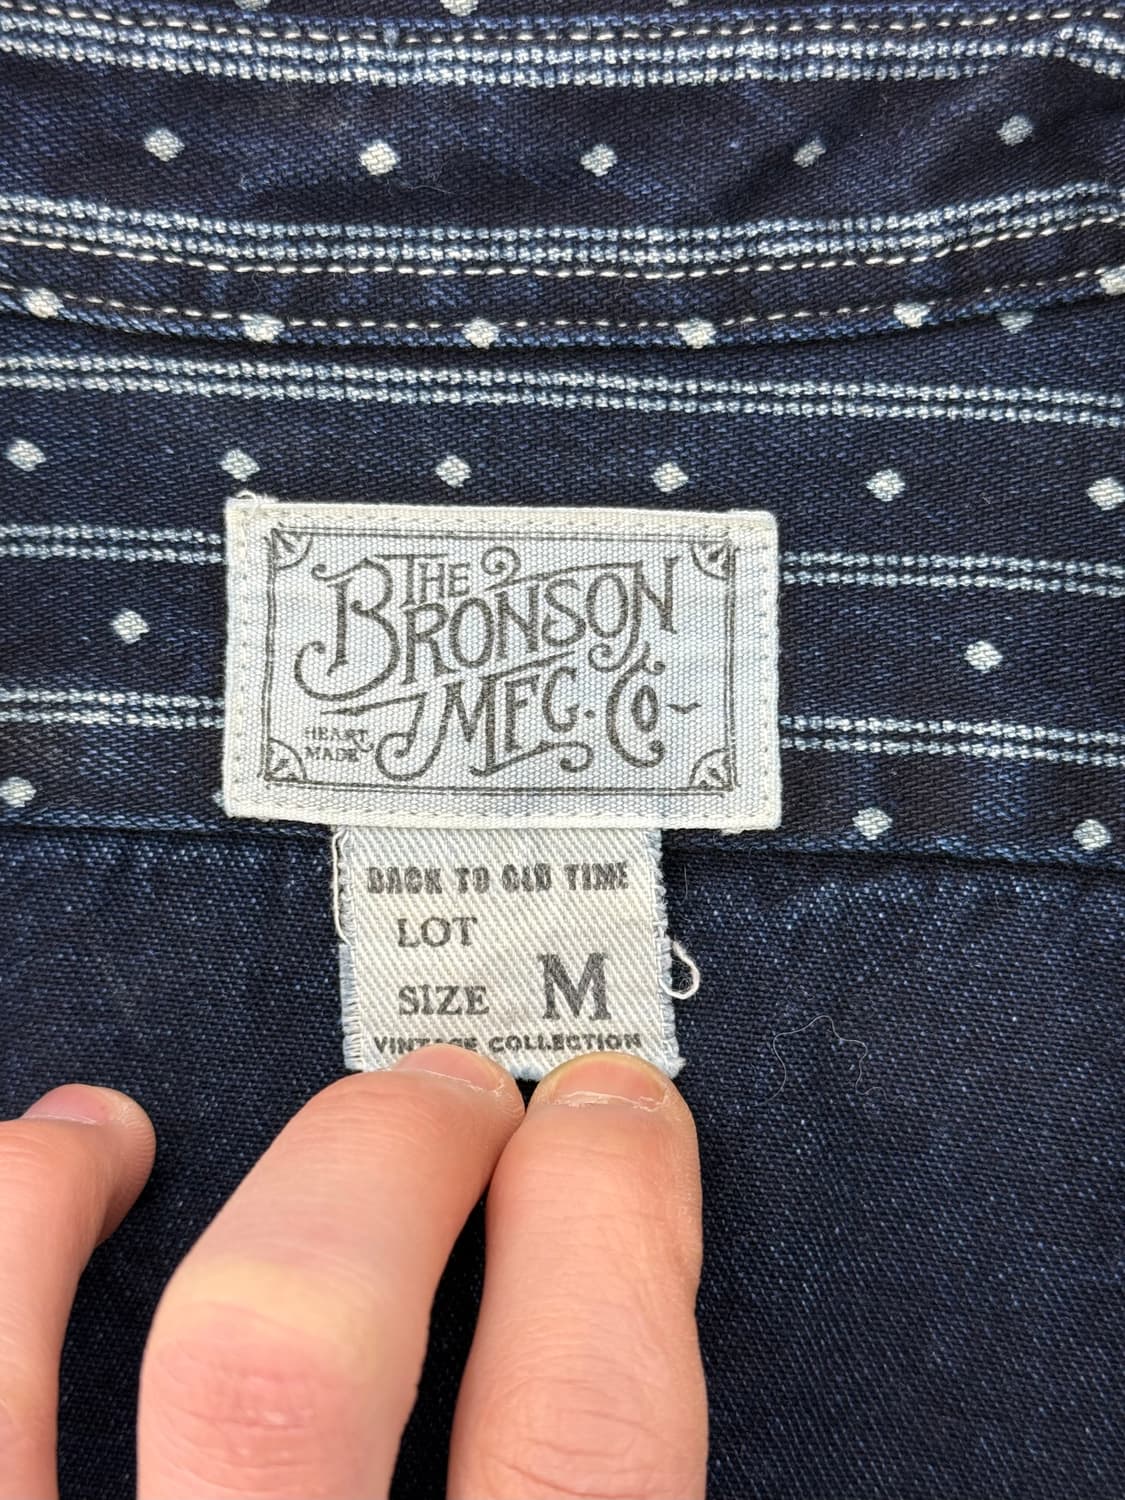 THE
BRONSON
MFG. Co
HEART
MADE
BACK TO OLD TIME
LOT
SIZE M
VINTAGE COLLECTION